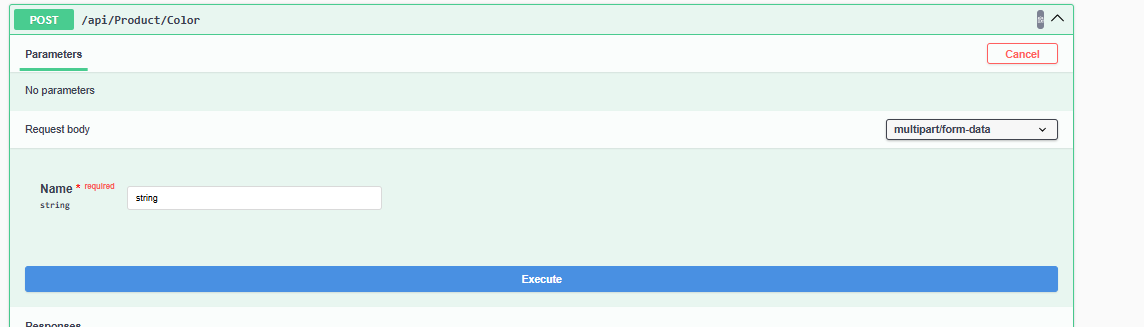 POST /api/Product/Color
Parameters
Cancel
No parameters
Request body
multipart/form-data
Name * required
string
string
Execute
Responses